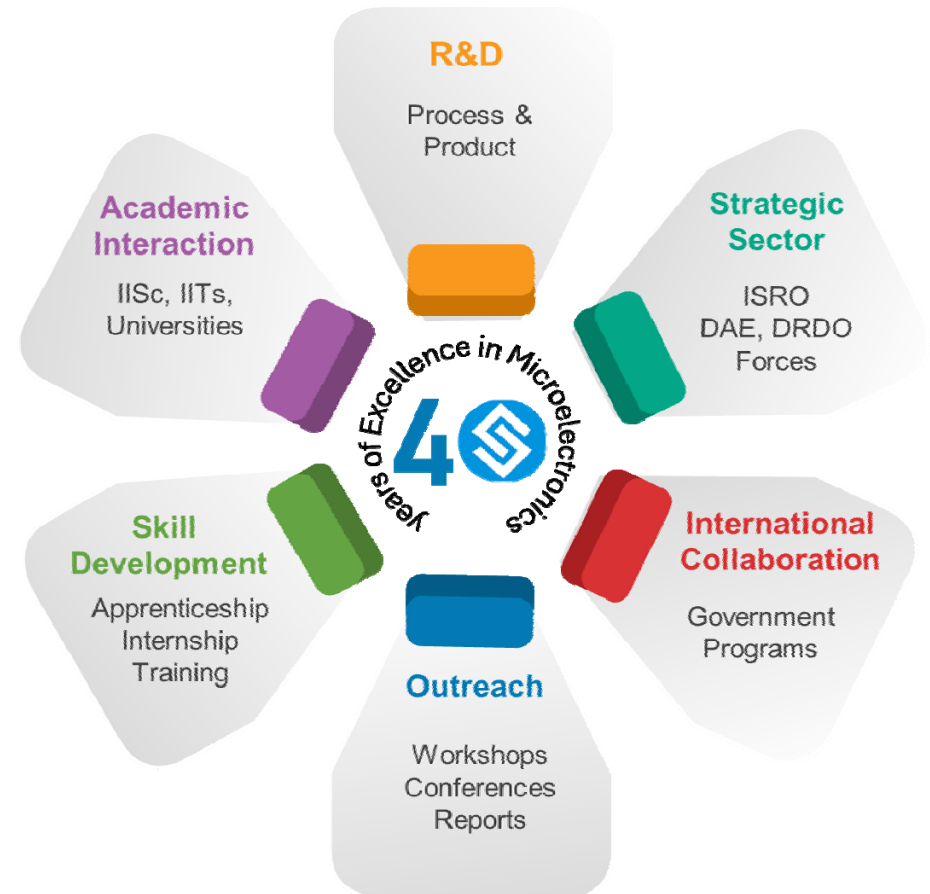 R&D
Process &
Product
Strategic
Sector
ISRO
DAE, DRDO
Forces
International
Collaboration
Government
Programs
Outreach
Workshops
Conferences
Reports
Skill
Development
Apprenticeship
Internship
Training
Academic
Interaction
IISc, IITs,
Universities
years of Excellence in Microelectronics
40